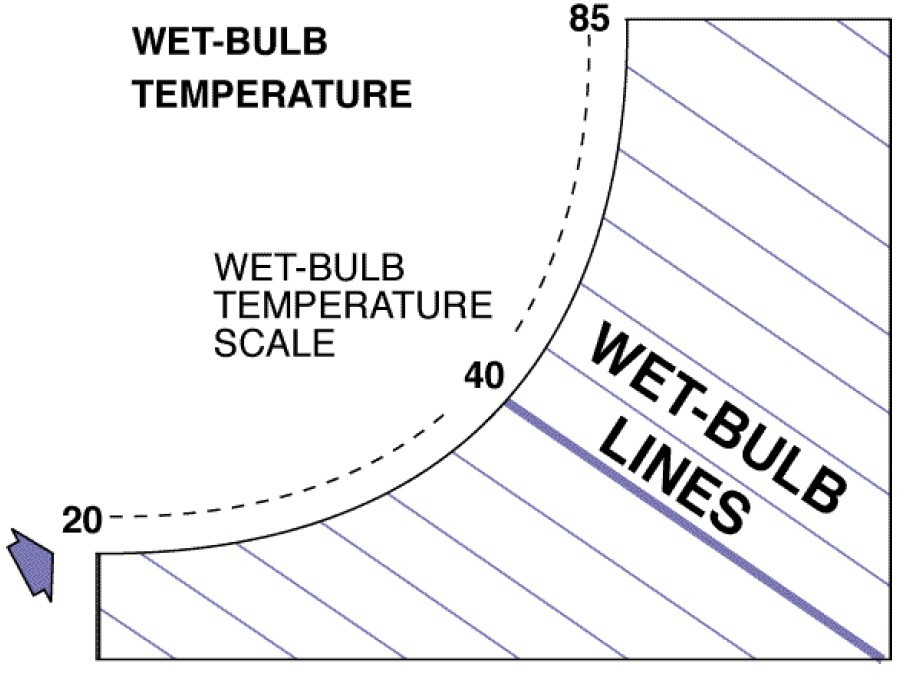 WET-BULB
TEMPERATURE
85
WET-BULB
TEMPERATURE
SCALE
40
20
WET-BULB
LINES